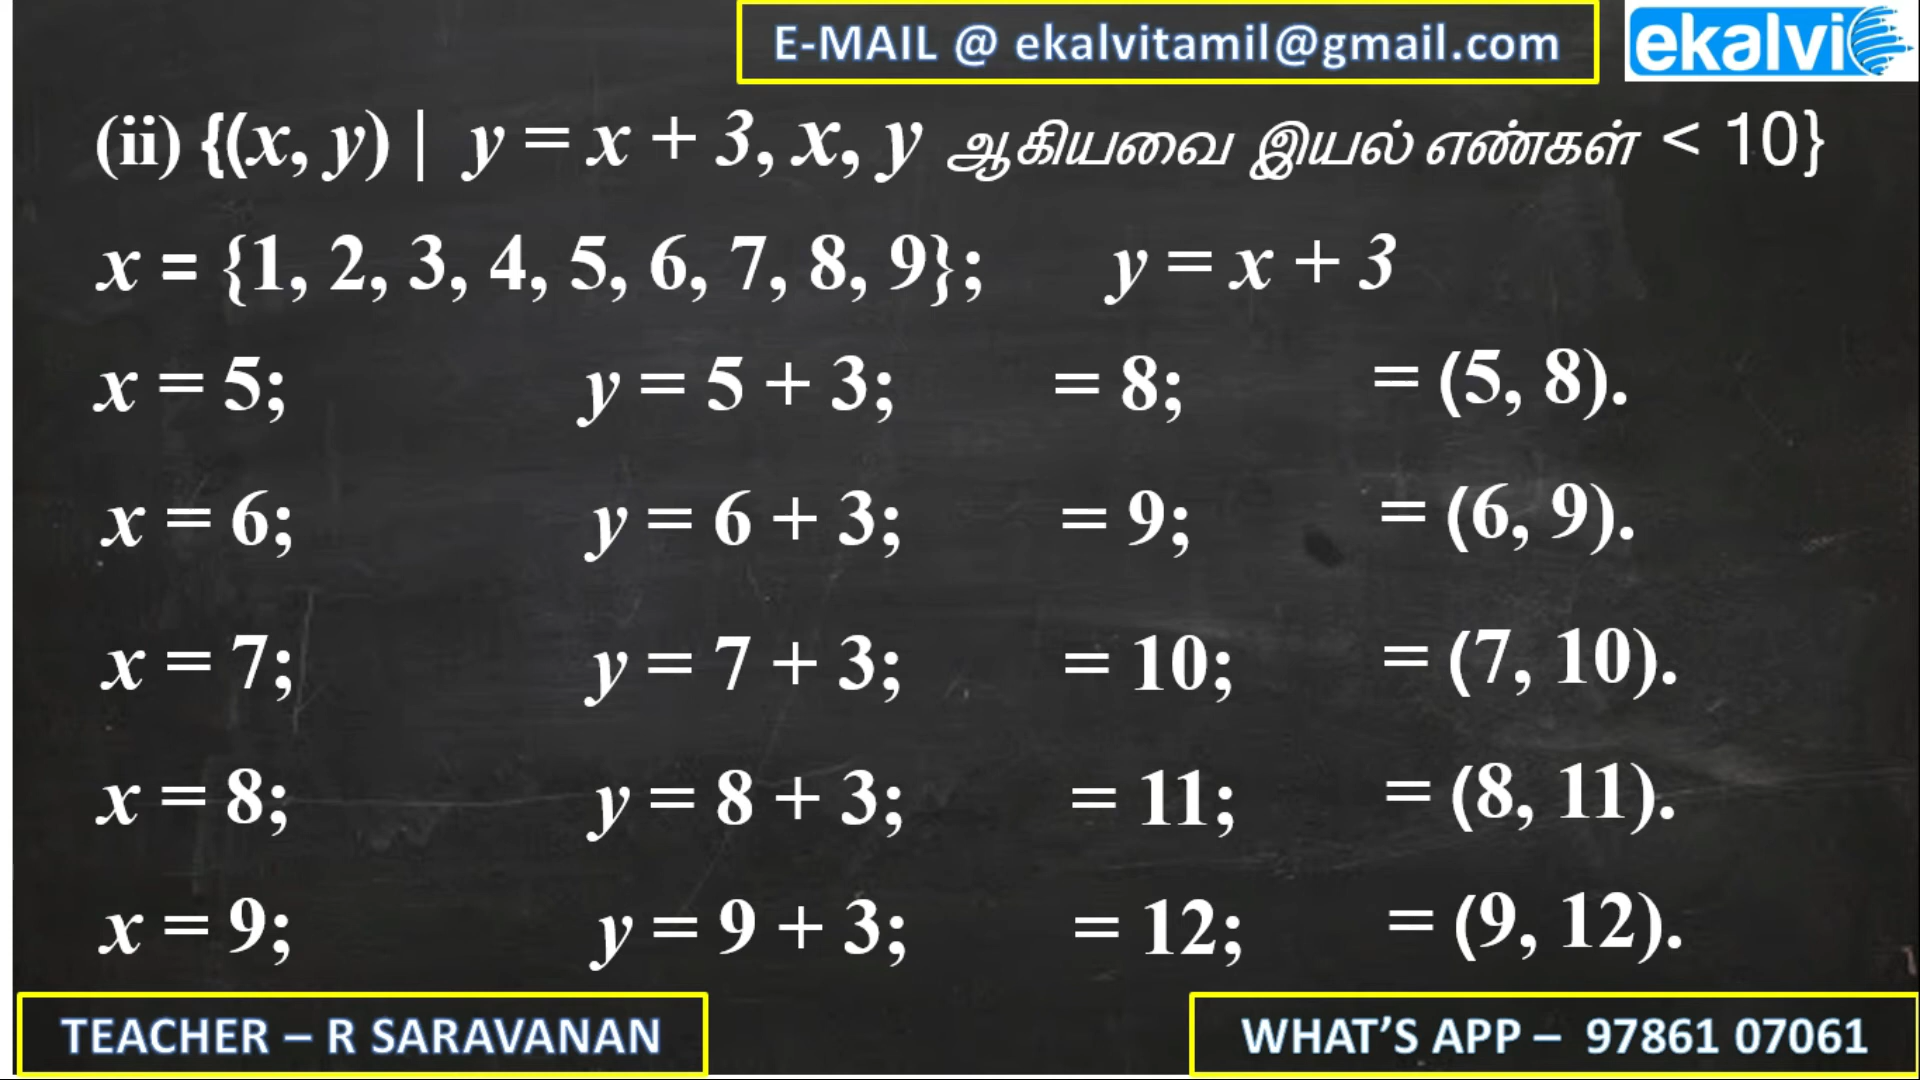 E-MAIL @ ekalvitamil@gmail.com
ekalvi
(ii) {(x, y) | y = x + 3, x, y ஆகியவை இயல் எண்கள் < 10}
x = {1, 2, 3, 4, 5, 6, 7, 8, 9}; y = x + 3
x = 5; y = 5 + 3; = 8; = (5, 8).
x = 6; y = 6 + 3; = 9; = (6, 9).
x = 7; y = 7 + 3; = 10; = (7, 10).
x = 8; y = 8 + 3; = 11; = (8, 11).
x = 9; y = 9 + 3; = 12; = (9, 12).
TEACHER – R SARAVANAN
WHAT’S APP – 97861 07061